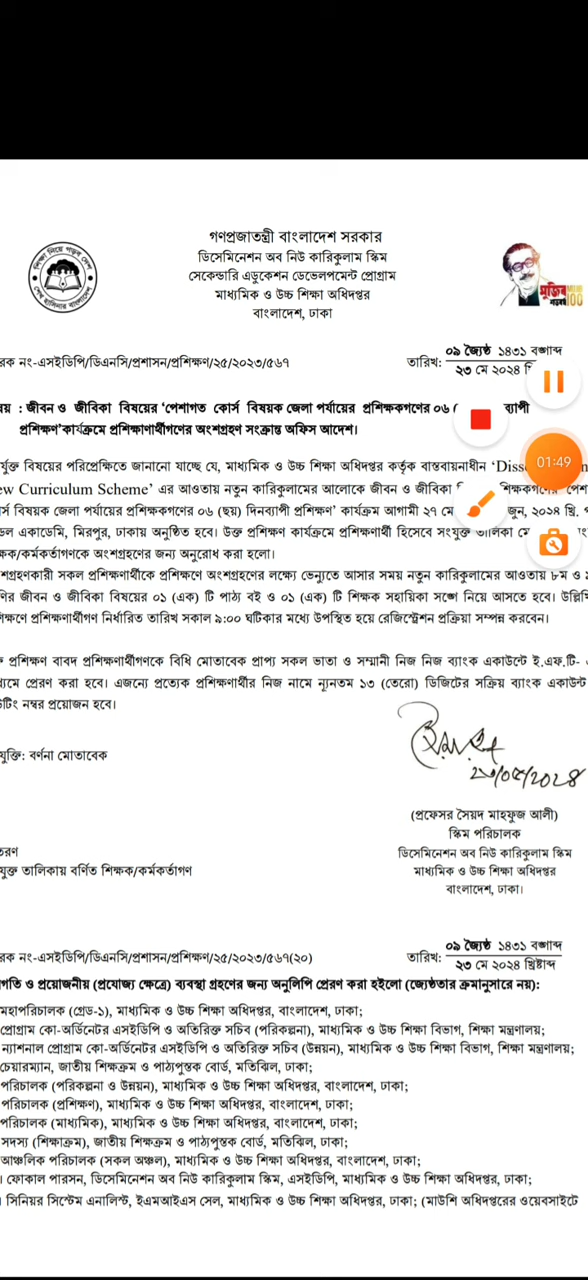 গণপ্রজাতন্ত্রী বাংলাদেশ সরকার
ডিসেমিনেশন অব নিউ কারিকুলাম স্কিম
সেকেন্ডারি এডুকেশন ডেভেলপমেন্ট প্রোগ্রাম
মাধ্যমিক ও উচ্চ শিক্ষা অধিদপ্তর
বাংলাদেশ, ঢাকা
শিক্ষা নিয়ে গড়ব দেশ
শেখ হাসিনার বাংলাদেশ
মুজিব
শতবর্ষ 100
রক নং-এসইডিপি/ডিএনসি/প্রশাসন/প্রশিক্ষণ/২৫/২০২৩/৫৬৭
তারিখ: ০৯ জ্যৈষ্ঠ ১৪৩১ বঙ্গাব্দ
২৩ মে ২০২৪ খ্রি
য় : জীবন ও জীবিকা বিষয়ের ‘পেশাগত কোর্স বিষয়ক জেলা পর্যায়ের প্রশিক্ষকগণের ০৬ ( ব্যাপী
প্রশিক্ষণ’কার্যক্রমে প্রশিক্ষণার্থীগণের অংশগ্রহণ সংক্রান্ত অফিস আদেশ।
র্যুক্ত বিষয়ের পরিপ্রেক্ষিতে জানানো যাচ্ছে যে, মাধ্যমিক ও উচ্চ শিক্ষা অধিদপ্তর কর্তৃক বাস্তবায়নাধীন ‘Disse n
ew Curriculum Scheme’ এর আওতায় নতুন কারিকুলামের আলোকে জীবন ও জীবিকা শিক্ষকগণের ‘পেশ
র্স বিষয়ক জেলা পর্যায়ের প্রশিক্ষকগণের ০৬ (ছয়) দিনব্যাপী প্রশিক্ষণ’ কার্যক্রম আগামী ২৭ মে জুন, ২০২৪ খ্রি. প
ডেল একাডেমি, মিরপুর, ঢাকায় অনুষ্ঠিত হবে। উক্ত প্রশিক্ষণ কার্যক্রমে প্রশিক্ষণার্থী হিসেবে সংযুক্ত তালিকা মো বং
ক্ষক/কর্মকর্তাগণকে অংশগ্রহণের জন্য অনুরোধ করা হলো।
শগ্রহণকারী সকল প্রশিক্ষণার্থীকে প্রশিক্ষণে অংশগ্রহণের লক্ষ্যে ভেন্যুতে আসার সময় নতুন কারিকুলামের আওতায় ৮ম ও ৯
ণির জীবন ও জীবিকা বিষয়ের ০১ (এক) টি পাঠ্য বই ও ০১ (এক) টি শিক্ষক সহায়িকা সঙ্গে নিয়ে আসতে হবে। উল্লিখি
ণিক্ষণে প্রশিক্ষণার্থীগণ নির্ধারিত তারিখ সকাল ৯:০০ ঘটিকার মধ্যে উপস্থিত হয়ে রেজিস্ট্রেশন প্রক্রিয়া সম্পন্ন করবেন।
ক্ত প্রশিক্ষণ বাবদ প্রশিক্ষণার্থীগণকে বিধি মোতাবেক প্রাপ্য সকল ভাতা ও সম্মানী নিজ নিজ ব্যাংক একাউন্টে ই.এফ.টি-এ
ধ্যমে প্রেরণ করা হবে। এজন্যে প্রত্যেক প্রশিক্ষণার্থীর নিজ নামে ন্যূনতম ১৩ (তেরো) ডিজিটের সক্রিয় ব্যাংক একাউন্ট
উটিং নম্বর প্রয়োজন হবে।
যুক্তি: বর্ণনা মোতাবেক
২৩/০৫/২০২৪
(প্রফেসর সৈয়দ মাহফুজ আলী)
স্কিম পরিচালক
ডিসেমিনেশন অব নিউ কারিকুলাম স্কিম
মাধ্যমিক ও উচ্চ শিক্ষা অধিদপ্তর
বাংলাদেশ, ঢাকা।
তরণ
যুক্ত তালিকায় বর্ণিত শিক্ষক/কর্মকর্তাগণ
রক নং-এসইডিপি/ডিএনসি/প্রশাসন/প্রশিক্ষণ/২৫/২০২৩/৫৬৭(২০)
তারিখ: ০৯ জ্যৈষ্ঠ ১৪৩১ বঙ্গাব্দ
২৩ মে ২০২৪ খ্রিষ্টাব্দ
গতি ও প্রয়োজনীয় (প্রযোজ্য ক্ষেত্রে) ব্যবস্থা গ্রহণের জন্য অনুলিপি প্রেরণ করা হইলো (জ্যেষ্ঠতার ক্রমানুসারে নয়):
মহাপরিচালক (গ্রেড-১), মাধ্যমিক ও উচ্চ শিক্ষা অধিদপ্তর, বাংলাদেশ, ঢাকা;
প্রোগ্রাম কো-অর্ডিনেটর এসইডিপি ও অতিরিক্ত সচিব (পরিকল্পনা), মাধ্যমিক ও উচ্চ শিক্ষা বিভাগ, শিক্ষা মন্ত্রণালয়;
ন্যাশনাল প্রোগ্রাম কো-অর্ডিনেটর এসইডিপি ও অতিরিক্ত সচিব (উন্নয়ন), মাধ্যমিক ও উচ্চ শিক্ষা বিভাগ, শিক্ষা মন্ত্রণালয়;
চেয়ারম্যান, জাতীয় শিক্ষাক্রম ও পাঠ্যপুস্তক বোর্ড, মতিঝিল, ঢাকা;
পরিচালক (পরিকল্পনা ও উন্নয়ন), মাধ্যমিক ও উচ্চ শিক্ষা অধিদপ্তর, বাংলাদেশ, ঢাকা;
পরিচালক (প্রশিক্ষণ), মাধ্যমিক ও উচ্চ শিক্ষা অধিদপ্তর, বাংলাদেশ, ঢাকা;
পরিচালক (মাধ্যমিক), মাধ্যমিক ও উচ্চ শিক্ষা অধিদপ্তর, বাংলাদেশ, ঢাকা;
সদস্য (শিক্ষাক্রম), জাতীয় শিক্ষাক্রম ও পাঠ্যপুস্তক বোর্ড, মতিঝিল, ঢাকা;
আঞ্চলিক পরিচালক (সকল অঞ্চল), মাধ্যমিক ও উচ্চ শিক্ষা অধিদপ্তর, বাংলাদেশ, ঢাকা;
। ফোকাল পারসন, ডিসেমিনেশন অব নিউ কারিকুলাম স্কিম, এসইডিপি, মাধ্যমিক ও উচ্চ শিক্ষা অধিদপ্তর, ঢাকা;
। সিনিয়র সিস্টেম এনালিস্ট, ইএমআইএস সেল, মাধ্যমিক ও উচ্চ শিক্ষা অধিদপ্তর, ঢাকা; (মাউশি অধিদপ্তরের ওয়েবসাইটে
01:49